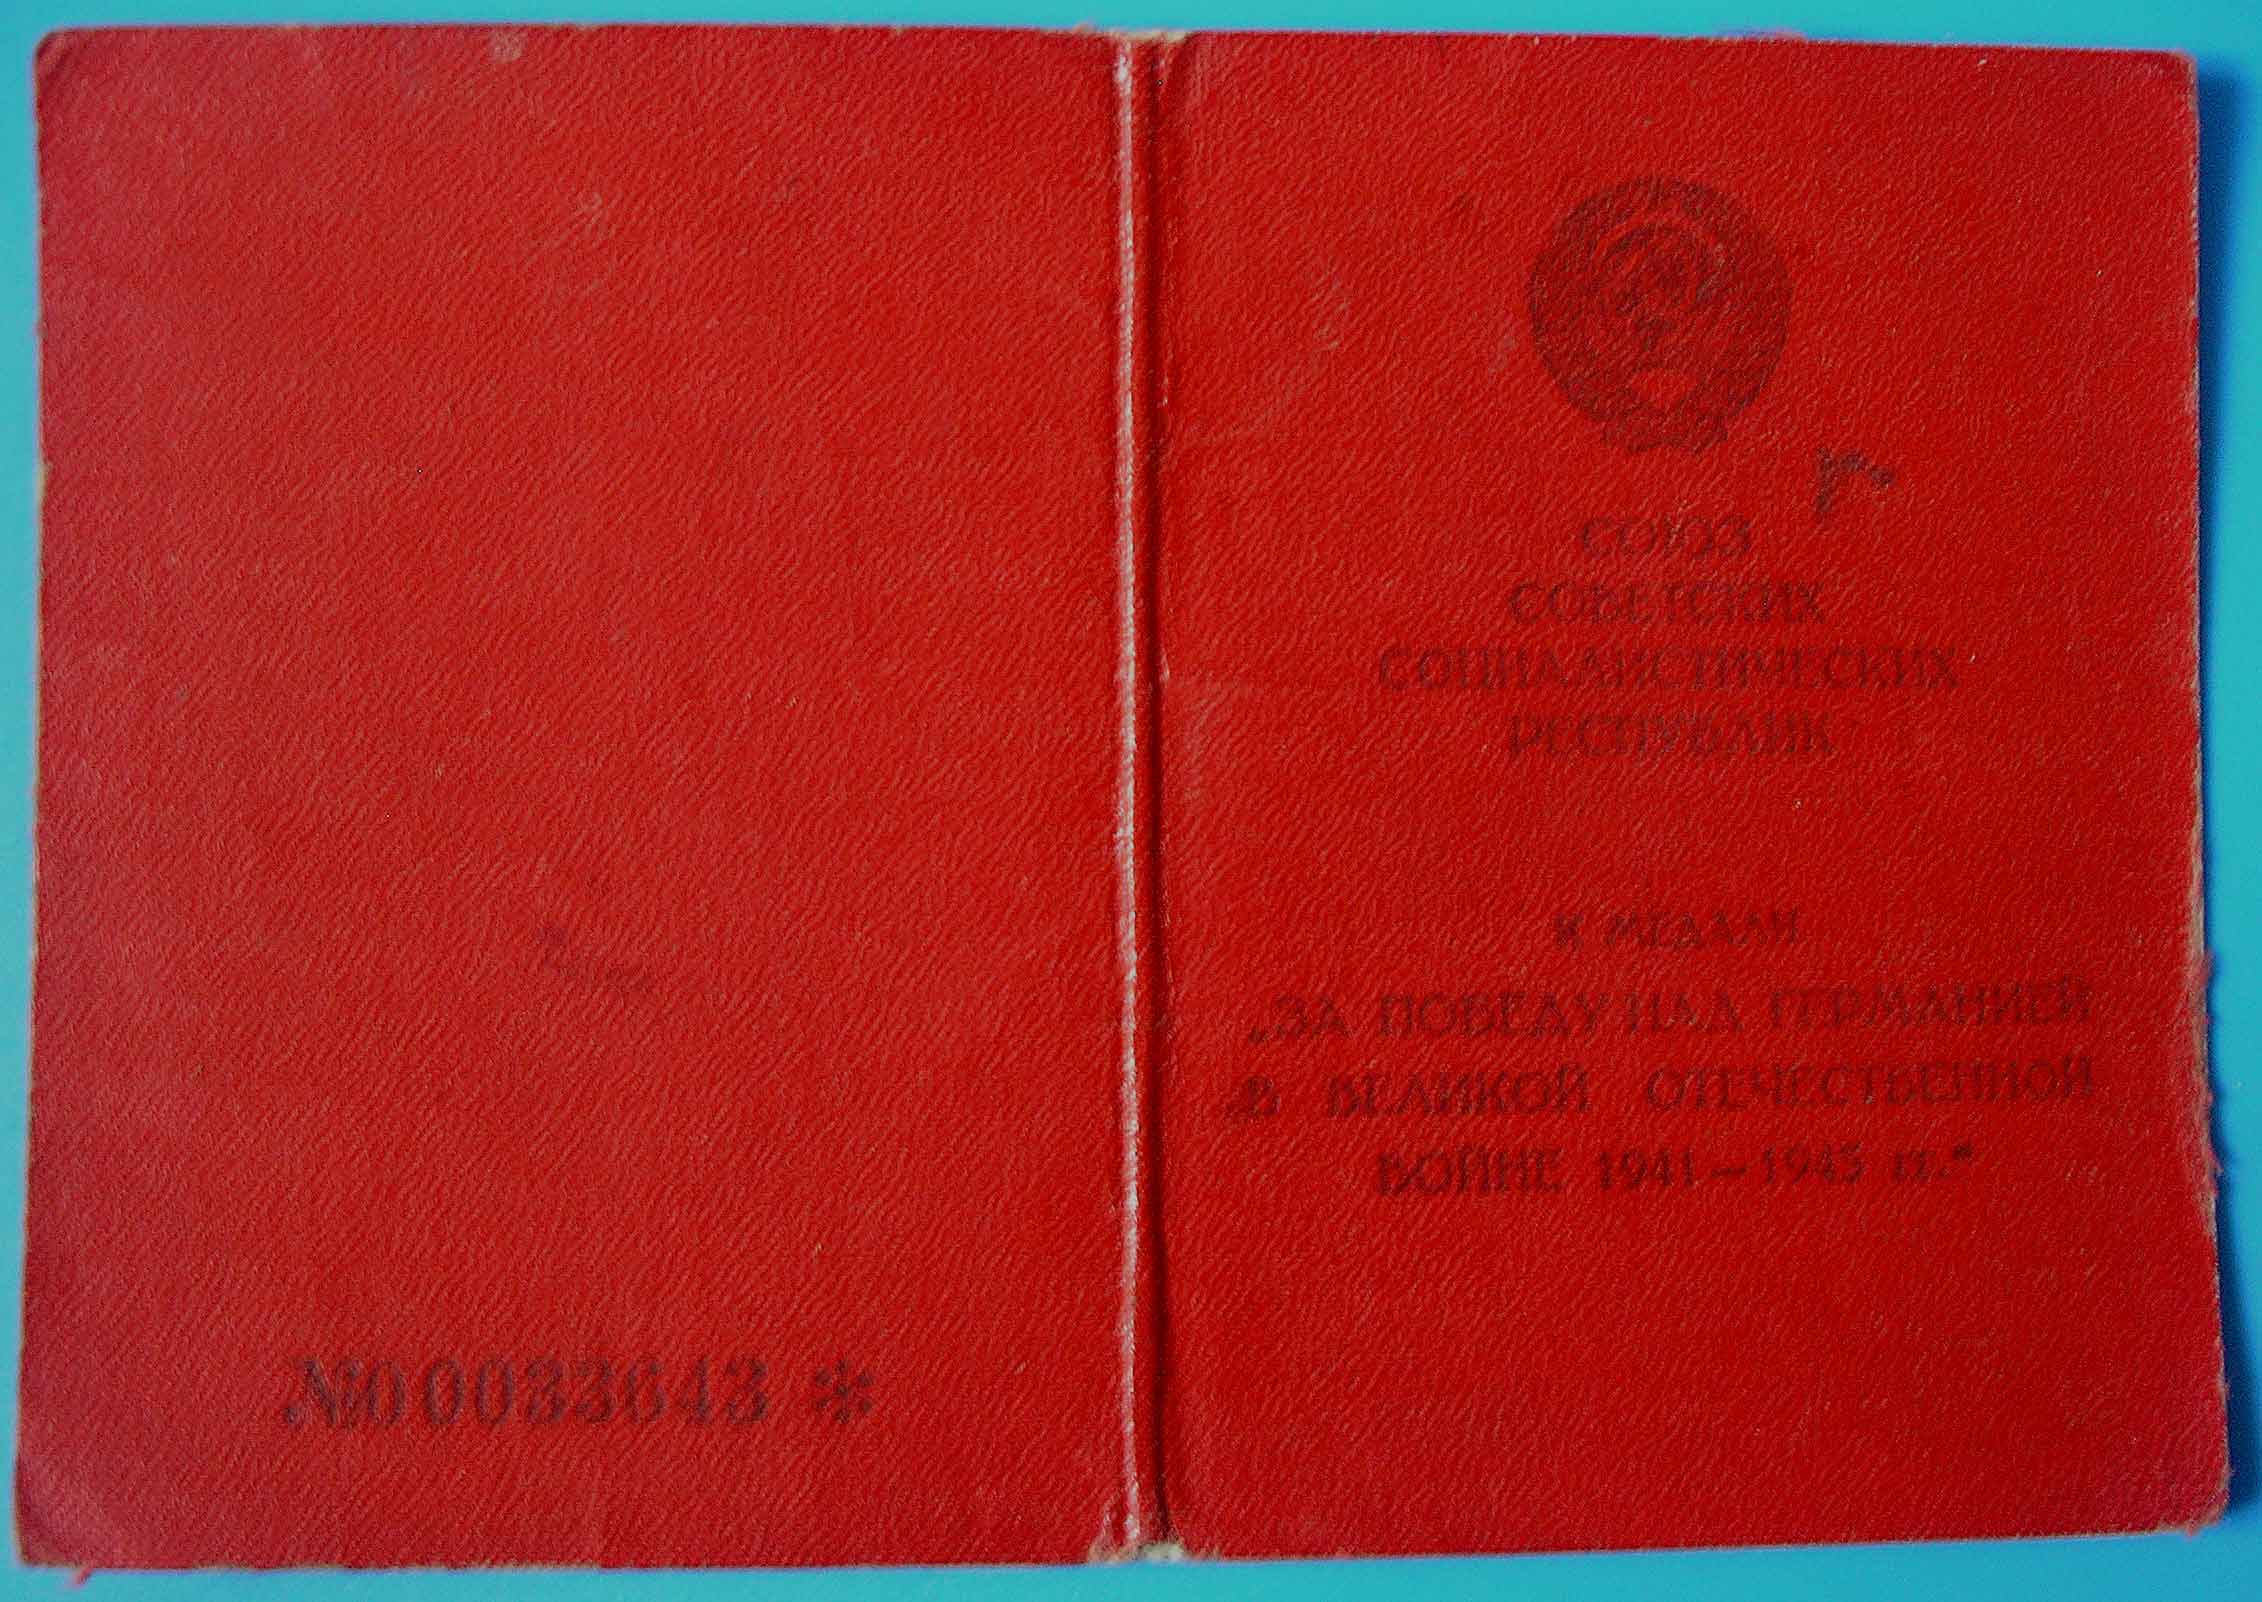 СОЮЗ
СОВЕТСКИХ
СОЦИАЛИСТИЧЕСКИХ
РЕСПУБЛИК
К МЕДАЛИ
„ЗА ПОБЕДУ НАД ГЕРМАНИЕЙ
В ВЕЛИКОЙ ОТЕЧЕСТВЕННОЙ
ВОЙНЕ 1941—1945 гг."
№ 0033643 *